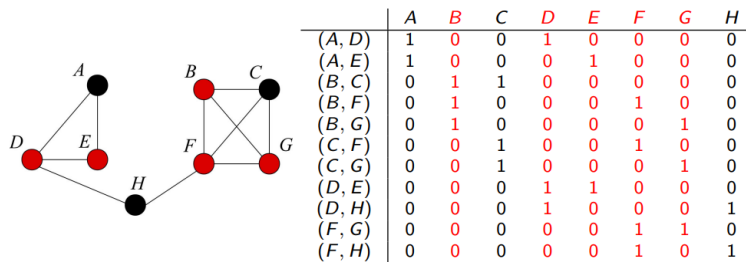 A
B
C
D
E
F
G
H
A B C D E F G H
(A, D) 1 0 0 1 0 0 0 0
(A, E) 1 0 0 0 1 0 0 0
(B, C) 0 1 1 0 0 0 0 0
(B, F) 0 1 0 0 0 1 0 0
(B, G) 0 1 0 0 0 0 1 0
(C, F) 0 0 1 0 0 1 0 0
(C, G) 0 0 1 0 0 0 1 0
(D, E) 0 0 0 1 1 0 0 0
(D, H) 0 0 0 1 0 0 0 1
(F, G) 0 0 0 0 0 1 1 0
(F, H) 0 0 0 0 0 1 0 1